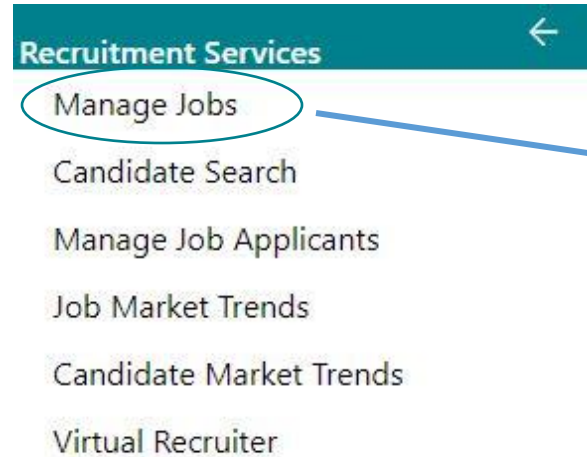 Recruitment Services
Manage Jobs
Candidate Search
Manage Job Applicants
Job Market Trends
Candidate Market Trends
Virtual Recruiter